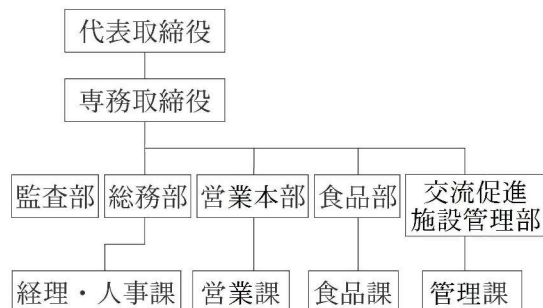 代表取締役
専務取締役
監査部
総務部
営業本部
食品部
交流促進
施設管理部
経理・人事課
営業課
食品課
管理課